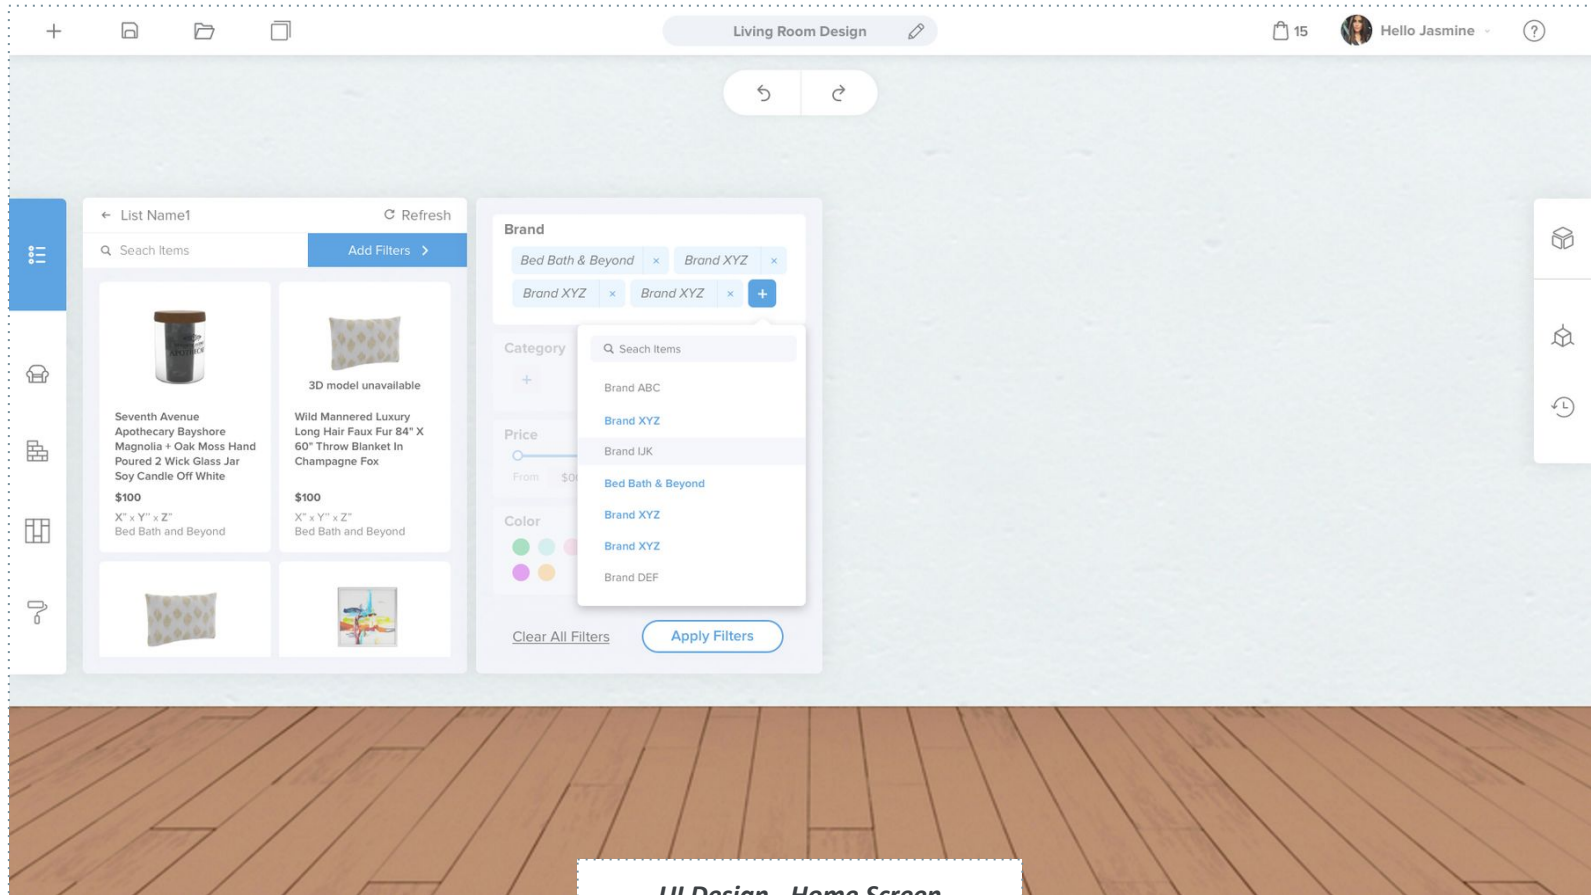 Living Room Design
15
Hello Jasmine
?
List Name1
Refresh
Seach Items
Add Filters
3D model unavailable
Seventh Avenue
Apothecary Bayshore
Magnolia + Oak Moss Hand
Poured 2 Wick Glass Jar
Soy Candle Off White
$100
X" x Y'' x Z"
Bed Bath and Beyond
Wild Mannered Luxury
Long Hair Faux Fur 84" X
60" Throw Blanket In
Champagne Fox
$100
X" x Y'' x Z"
Bed Bath and Beyond
Brand
Bed Bath & Beyond ×
Brand XYZ ×
Brand XYZ ×
Brand XYZ ×
+
Category
+
Price
From
Color
Seach Items
Brand ABC
Brand XYZ
Brand IJK
Bed Bath & Beyond
Brand XYZ
Brand XYZ
Brand DEF
Clear All Filters
Apply Filters
UI Design - Home Screen